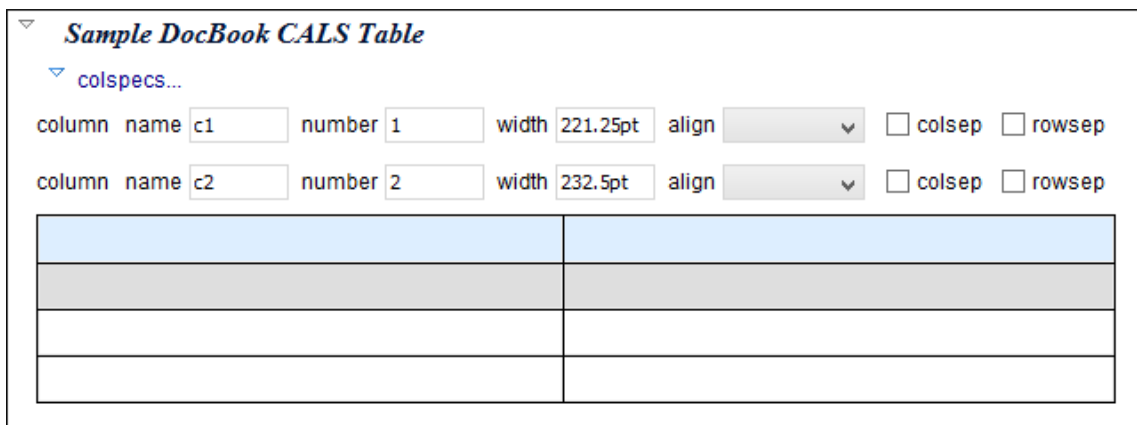 Sample DocBook CALS Table
colspecs...
column name c1 number 1 width 221.25pt align colsep rowsep
column name c2 number 2 width 232.5pt align colsep rowsep